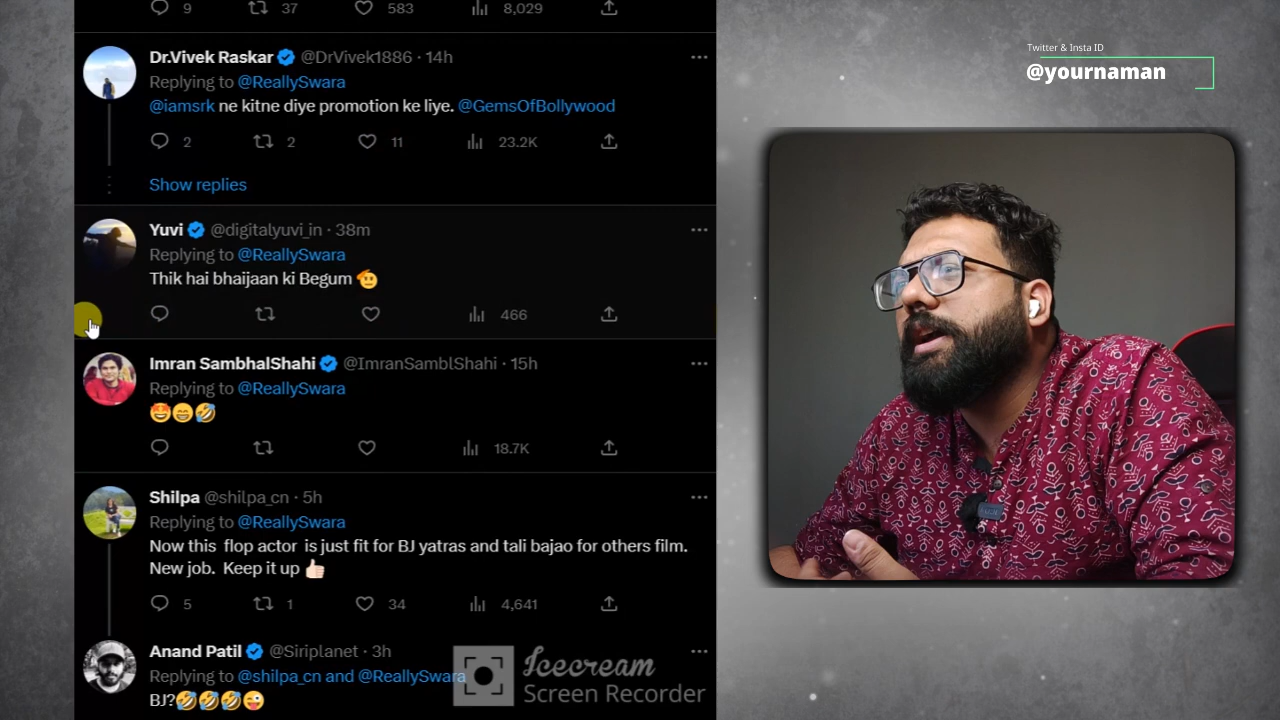 9 37 583 8,029
Twitter & Insta ID
@yournaman
Dr.Vivek Raskar @DrVivek1886 · 14h
Replying to @ReallySwara
@iamsrk ne kitne diye promotion ke liye. @GemsOfBollywood
2 2 11 23.2K
Show replies
Yuvi @digitalyuvi_in · 38m
Replying to @ReallySwara
Thik hai bhaijaan ki Begum 🫡
466
Imran SambhalShahi @ImranSamblShahi · 15h
Replying to @ReallySwara
🤩😁🤣
18.7K
Shilpa @shilpa_cn · 5h
Replying to @ReallySwara
Now this flop actor is just fit for BJ yatras and tali bajao for others film.
New job. Keep it up 👍🏻
5 1 34 4,641
Anand Patil @Siriplanet · 3h
Replying to @shilpa_cn and @ReallySwara
BJ?🤣🤣🤣😜
Icecream
Screen Recorder